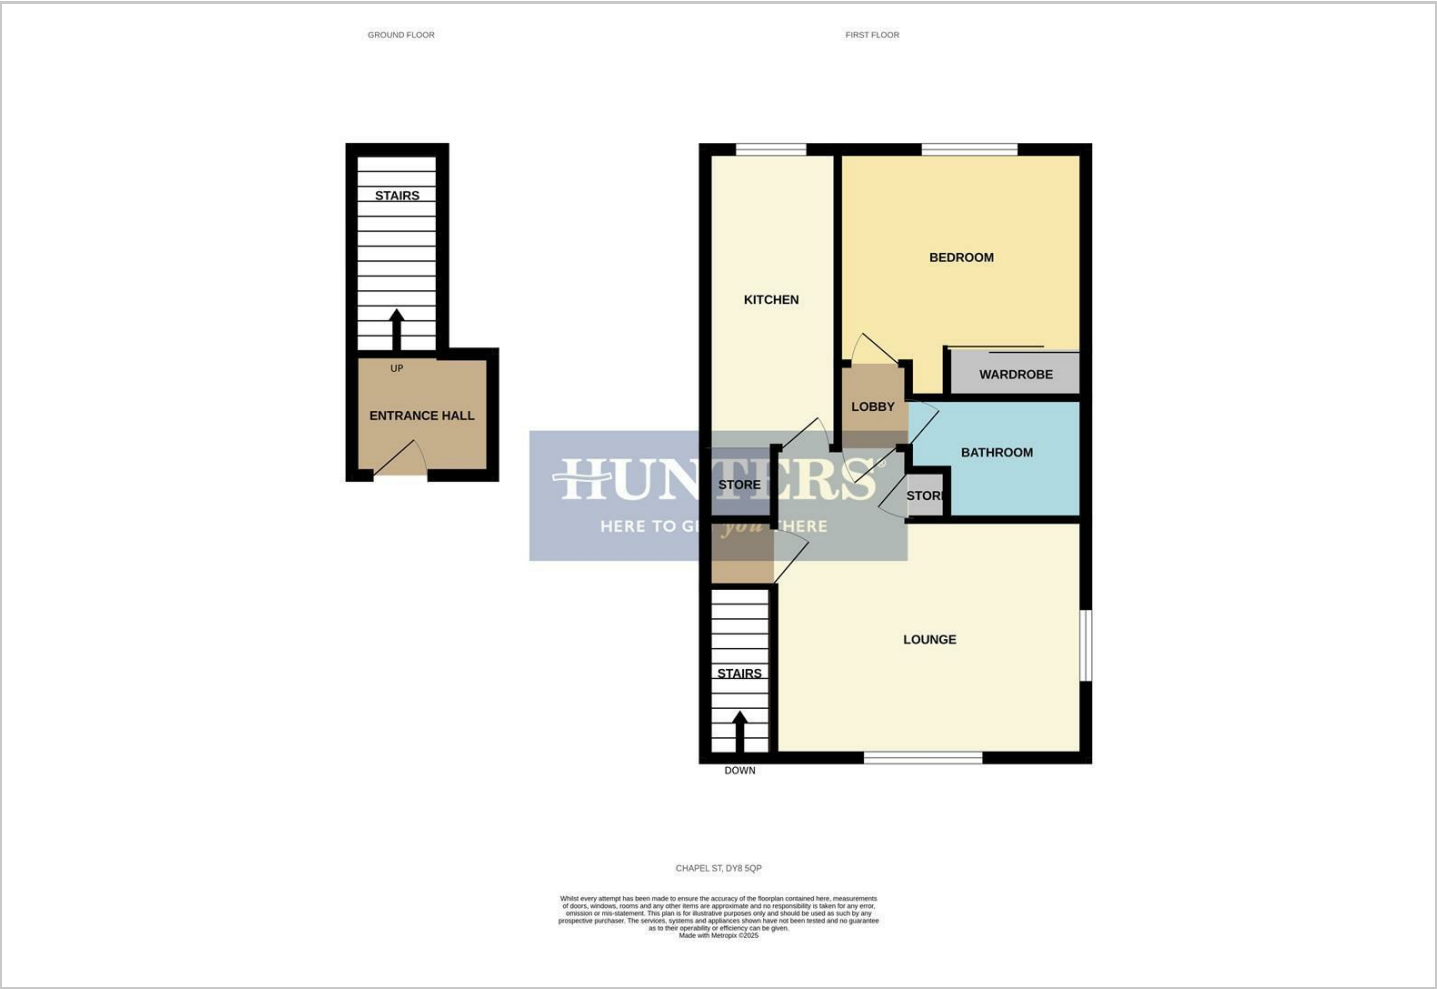 GROUND FLOOR
FIRST FLOOR
STAIRS
UP
ENTRANCE HALL
KITCHEN
BEDROOM
WARDROBE
LOBBY
BATHROOM
STORE
STOR
HUNTERS®
HERE TO GET you THERE
LOUNGE
STAIRS
DOWN
CHAPEL ST, DY8 5QP
Whilst every attempt has been made to ensure the accuracy of the floorplan contained here, measurements
of doors, windows, rooms and any other items are approximate and no responsibility is taken for any error,
omission or mis-statement. This plan is for illustrative purposes only and should be used as such by any
prospective purchaser. The services, systems and appliances shown have not been tested and no guarantee
as to their operability or efficiency can be given.
Made with Metropix ©2025